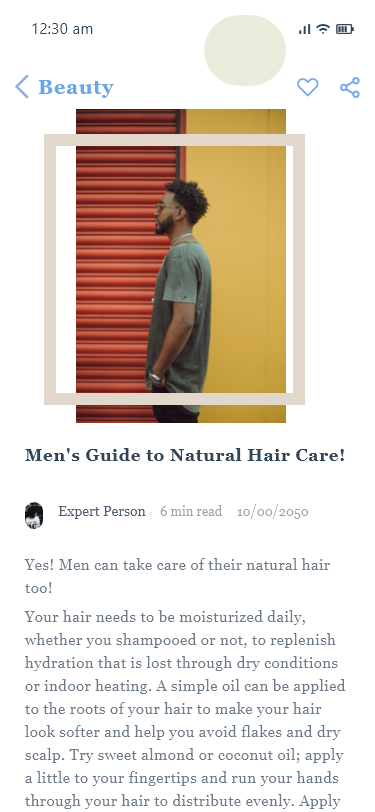 12:30 am
Beauty
Men's Guide to Natural Hair Care!
Expert Person 6 min read 10/00/2050
Yes! Men can take care of their natural hair
too!
Your hair needs to be moisturized daily,
whether you shampooed or not, to replenish
hydration that is lost through dry conditions
or indoor heating. A simple oil can be applied
to the roots of your hair to make your hair
look softer and help you avoid flakes and dry
scalp. Try sweet almond or coconut oil; apply
a little to your fingertips and run your hands
through your hair to distribute evenly. Apply